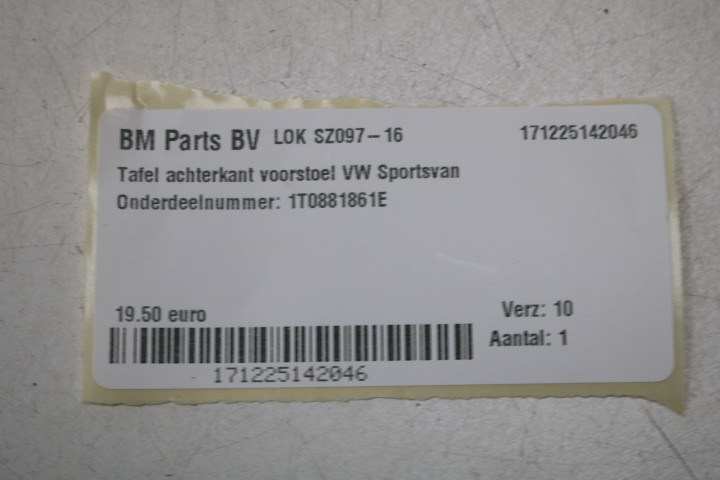 BM Parts BV LOK SZ097-16 171225142046
Tafel achterkant voorstoel VW Sportsvan
Onderdeelnummer: 1T0881861E
19.50 euro Verz: 10
Aantal: 1
171225142046